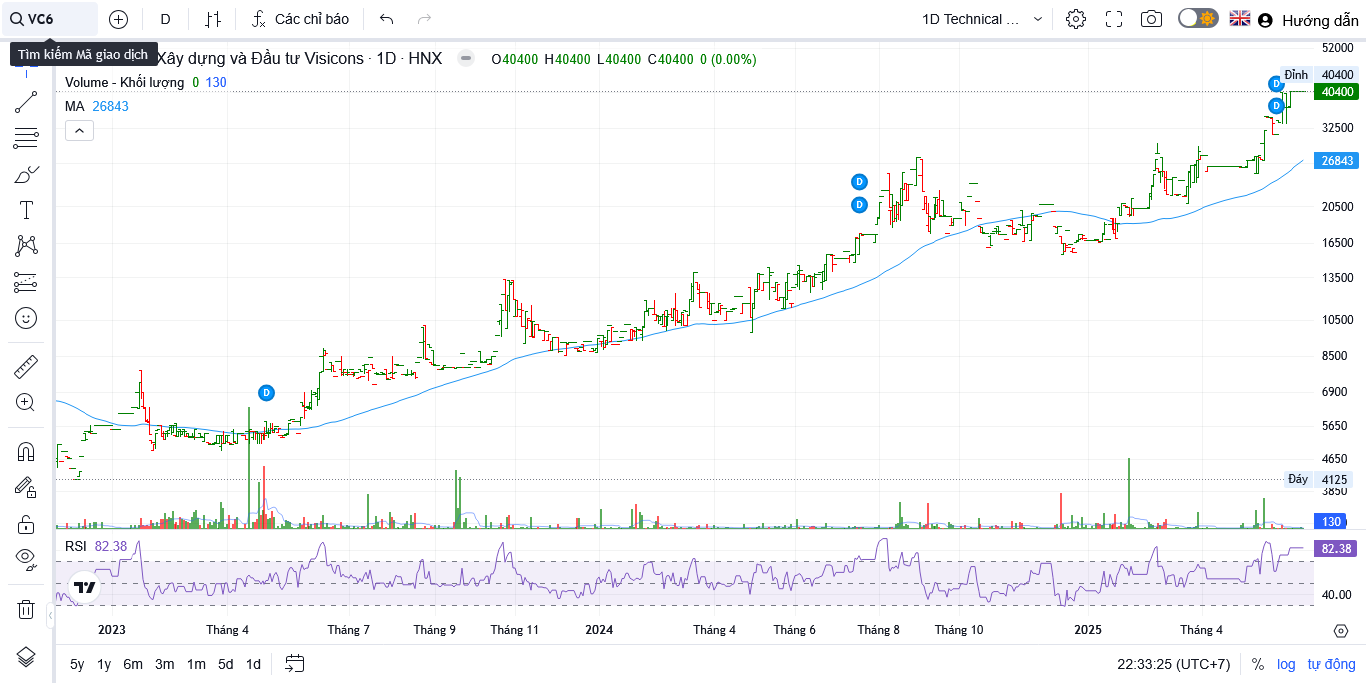 VC6 D Các chỉ báo 1D Technical ... Hướng dẫn
Tìm kiếm Mã giao dịch
Xây dựng và Đầu tư Visicons · 1D · HNX O40400 H40400 L40400 C40400 0 (0.00%)
Volume - Khối lượng 0 130
MA 26843
52000
Đỉnh 40400
40400
32500
26843
20500
16500
13500
10500
8500
6900
5650
4650
Đáy 4125
3850
130
D
D
D
D
D
RSI 82.38
82.38
40.00
2023 Tháng 4 Tháng 7 Tháng 9 Tháng 11 2024 Tháng 4 Tháng 6 Tháng 8 Tháng 10 2025 Tháng 4
5y 1y 6m 3m 1m 5d 1d 22:33:25 (UTC+7) % log tự động